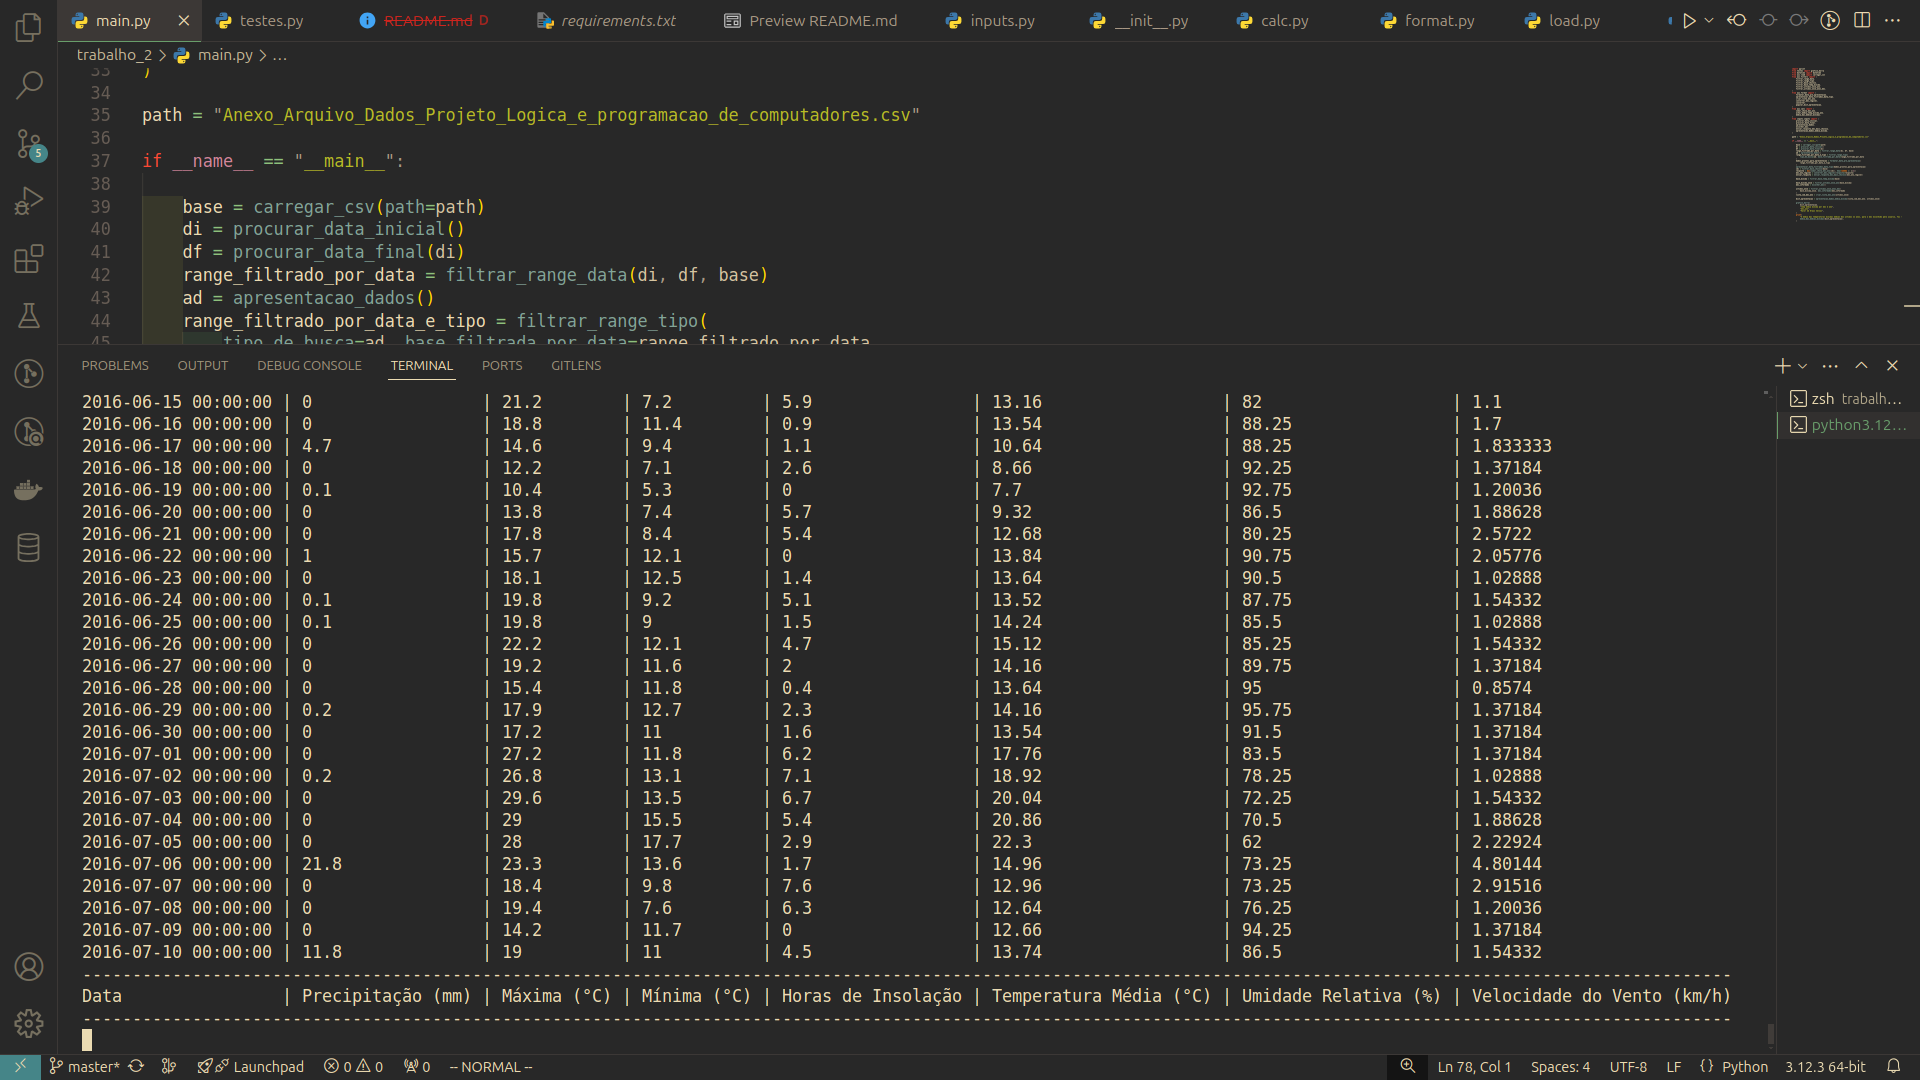 main.py
testes.py
README.md D
requirements.txt
Preview README.md
inputs.py
__init__.py
calc.py
format.py
load.py
trabalho_2 > main.py > ...
33 )
34
35 path = "Anexo_Arquivo_Dados_Projeto_Logica_e_programacao_de_computadores.csv"
36
37 if __name__ == "__main__":
38
39 base = carregar_csv(path=path)
40 di = procurar_data_inicial()
41 df = procurar_data_final(di)
42 range_filtrado_por_data = filtrar_range_data(di, df, base)
43 ad = apresentacao_dados()
44 range_filtrado_por_data_e_tipo = filtrar_range_tipo(
45 tipo_de_busca=ad, base_filtrada_por_data=range_filtrado_por_data
5
PROBLEMS OUTPUT DEBUG CONSOLE TERMINAL PORTS GITLENS
zsh trabalh...
python3.12...
2016-06-15 00:00:00 | 0 | 21.2 | 7.2 | 5.9 | 13.16 | 82 | 1.1
2016-06-16 00:00:00 | 0 | 18.8 | 11.4 | 0.9 | 13.54 | 88.25 | 1.7
2016-06-17 00:00:00 | 4.7 | 14.6 | 9.4 | 1.1 | 10.64 | 88.25 | 1.833333
2016-06-18 00:00:00 | 0 | 12.2 | 7.1 | 2.6 | 8.66 | 92.25 | 1.37184
2016-06-19 00:00:00 | 0.1 | 10.4 | 5.3 | 0 | 7.7 | 92.75 | 1.20036
2016-06-20 00:00:00 | 0 | 13.8 | 7.4 | 5.7 | 9.32 | 86.5 | 1.88628
2016-06-21 00:00:00 | 0 | 17.8 | 8.4 | 5.4 | 12.68 | 80.25 | 2.5722
2016-06-22 00:00:00 | 1 | 15.7 | 12.1 | 0 | 13.84 | 90.75 | 2.05776
2016-06-23 00:00:00 | 0 | 18.1 | 12.5 | 1.4 | 13.64 | 90.5 | 1.02888
2016-06-24 00:00:00 | 0.1 | 19.8 | 9.2 | 5.1 | 13.52 | 87.75 | 1.54332
2016-06-25 00:00:00 | 0.1 | 19.8 | 9 | 1.5 | 14.24 | 85.5 | 1.02888
2016-06-26 00:00:00 | 0 | 22.2 | 12.1 | 4.7 | 15.12 | 85.25 | 1.54332
2016-06-27 00:00:00 | 0 | 19.2 | 11.6 | 2 | 14.16 | 89.75 | 1.37184
2016-06-28 00:00:00 | 0 | 15.4 | 11.8 | 0.4 | 13.64 | 95 | 0.8574
2016-06-29 00:00:00 | 0.2 | 17.9 | 12.7 | 2.3 | 14.16 | 95.75 | 1.37184
2016-06-30 00:00:00 | 0 | 17.2 | 11 | 1.6 | 13.54 | 91.5 | 1.37184
2016-07-01 00:00:00 | 0 | 27.2 | 11.8 | 6.2 | 17.76 | 83.5 | 1.37184
2016-07-02 00:00:00 | 0.2 | 26.8 | 13.1 | 7.1 | 18.92 | 78.25 | 1.02888
2016-07-03 00:00:00 | 0 | 29.6 | 13.5 | 6.7 | 20.04 | 72.25 | 1.54332
2016-07-04 00:00:00 | 0 | 29 | 15.5 | 5.4 | 20.86 | 70.5 | 1.88628
2016-07-05 00:00:00 | 0 | 28 | 17.7 | 2.9 | 22.3 | 62 | 2.22924
2016-07-06 00:00:00 | 21.8 | 23.3 | 13.6 | 1.7 | 14.96 | 73.25 | 4.80144
2016-07-07 00:00:00 | 0 | 18.4 | 9.8 | 7.6 | 12.96 | 73.25 | 2.91516
2016-07-08 00:00:00 | 0 | 19.4 | 7.6 | 6.3 | 12.64 | 76.25 | 1.20036
2016-07-09 00:00:00 | 0 | 14.2 | 11.7 | 0 | 12.66 | 94.25 | 1.37184
2016-07-10 00:00:00 | 11.8 | 19 | 11 | 4.5 | 13.74 | 86.5 | 1.54332
Data | Precipitação (mm) | Máxima (°C) | Mínima (°C) | Horas de Insolação | Temperatura Média (°C) | Umidade Relativa (%) | Velocidade do Vento (km/h)
master* Launchpad 0 0 0 -- NORMAL -- Ln 78, Col 1 Spaces: 4 UTF-8 LF {} Python 3.12.3 64-bit